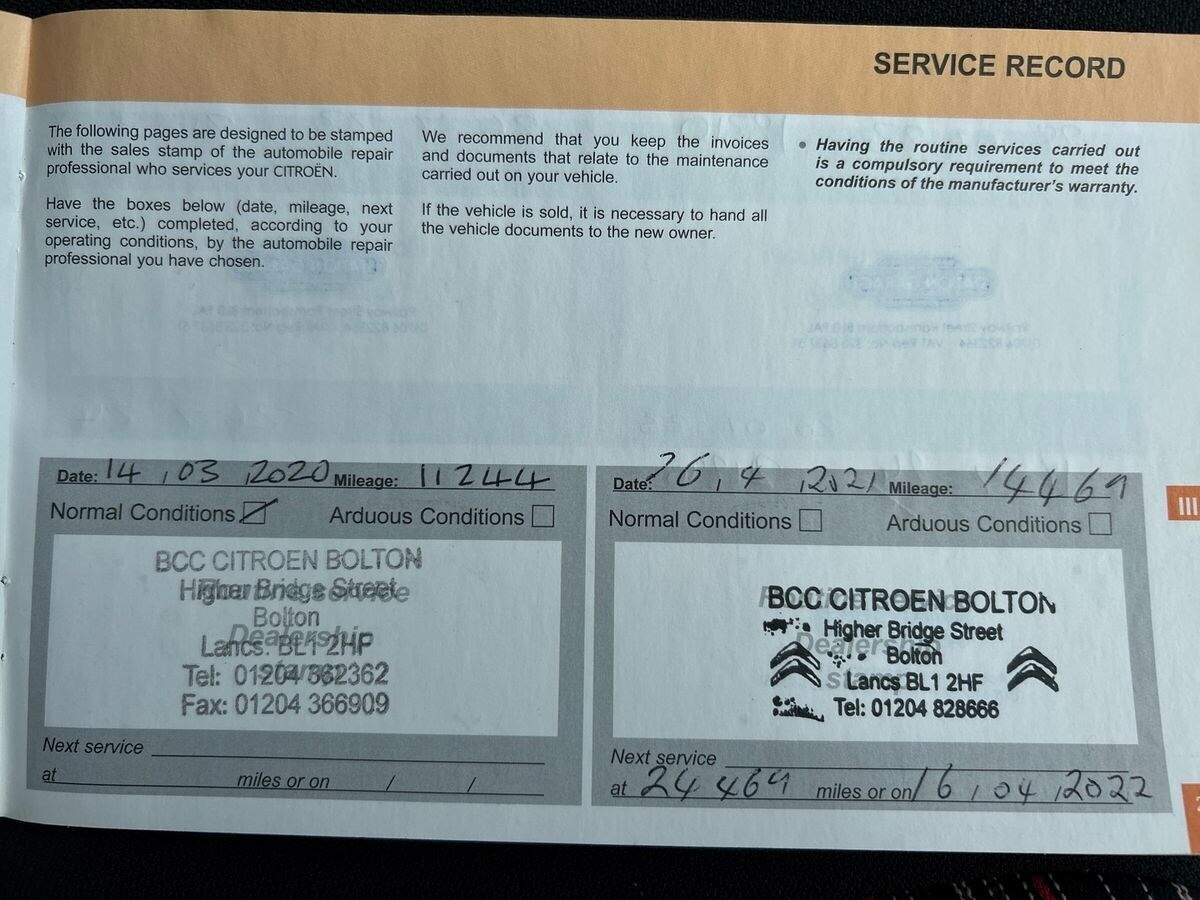 SERVICE RECORD
The following pages are designed to be stamped
with the sales stamp of the automobile repair
professional who services your CITROËN.
Have the boxes below (date, mileage, next
service, etc.) completed, according to your
operating conditions, by the automobile repair
professional you have chosen.
We recommend that you keep the invoices
and documents that relate to the maintenance
carried out on your vehicle.
If the vehicle is sold, it is necessary to hand all
the vehicle documents to the new owner.
• Having the routine services carried out
is a compulsory requirement to meet the
conditions of the manufacturer's warranty.
Date: 14 / 03 / 2020 Mileage: 11244
Normal Conditions Arduous Conditions
BCC CITROEN BOLTON
Higher Bridge Street
Bolton
Lancs. BL1 2HP
Tel: 01204 362362
Fax: 01204 366909
Dealership
Next service
at miles or on / /
Date: 4 / 2021 Mileage: 14469
Normal Conditions Arduous Conditions
BCC CITROEN BOLTON
Higher Bridge Street
Bolton
Lancs BL1 2HF
Tel: 01204 828666
Dealership
Next service
at 24469 miles or on 16 / 04 / 2022
III